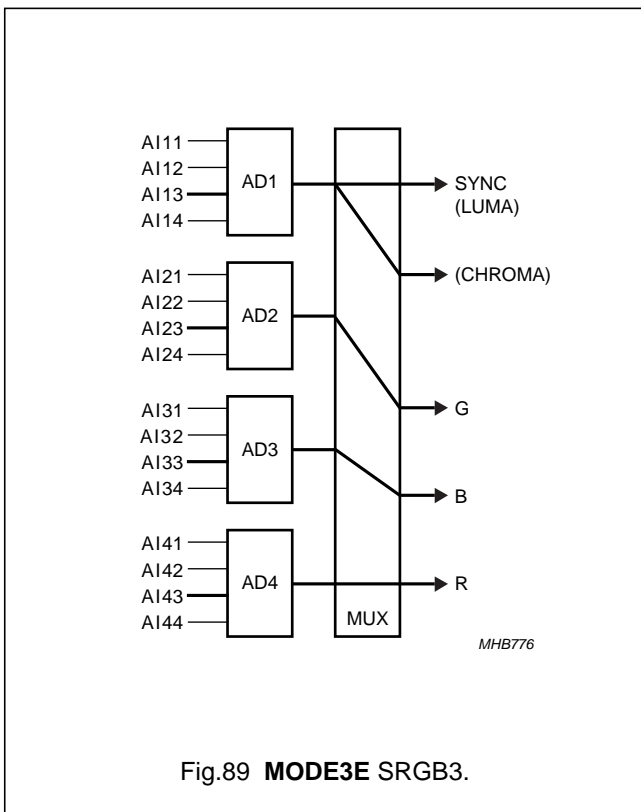 AI11
AI12
AI13
AI14
AD1
SYNC
(LUMA)
(CHROMA)
AI21
AI22
AI23
AI24
AD2
G
AI31
AI32
AI33
AI34
AD3
B
AI41
AI42
AI43
AI44
AD4
R
MUX
MHB776
Fig.89 MODE3E SRGB3.